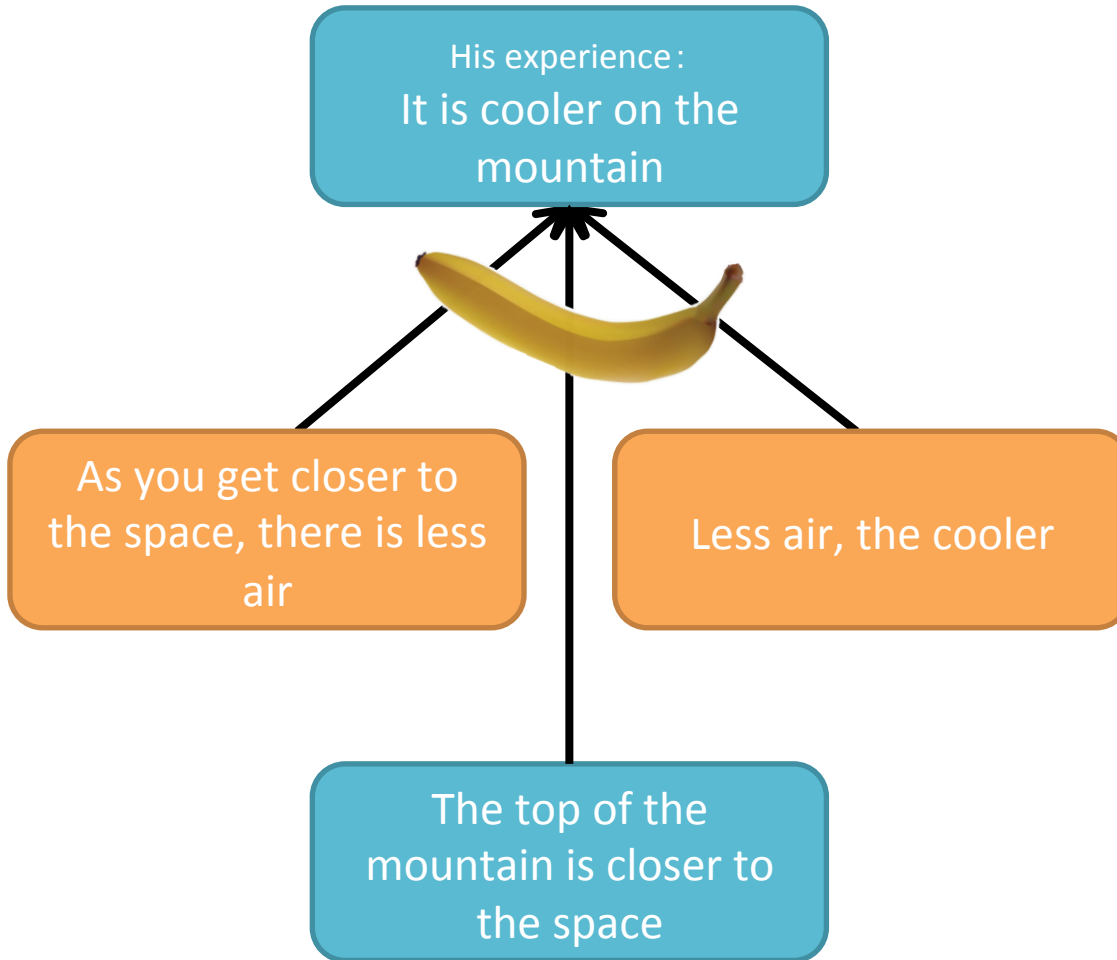 His experience：
It is cooler on the
mountain
As you get closer to
the space, there is less
air
Less air, the cooler
The top of the
mountain is closer to
the space